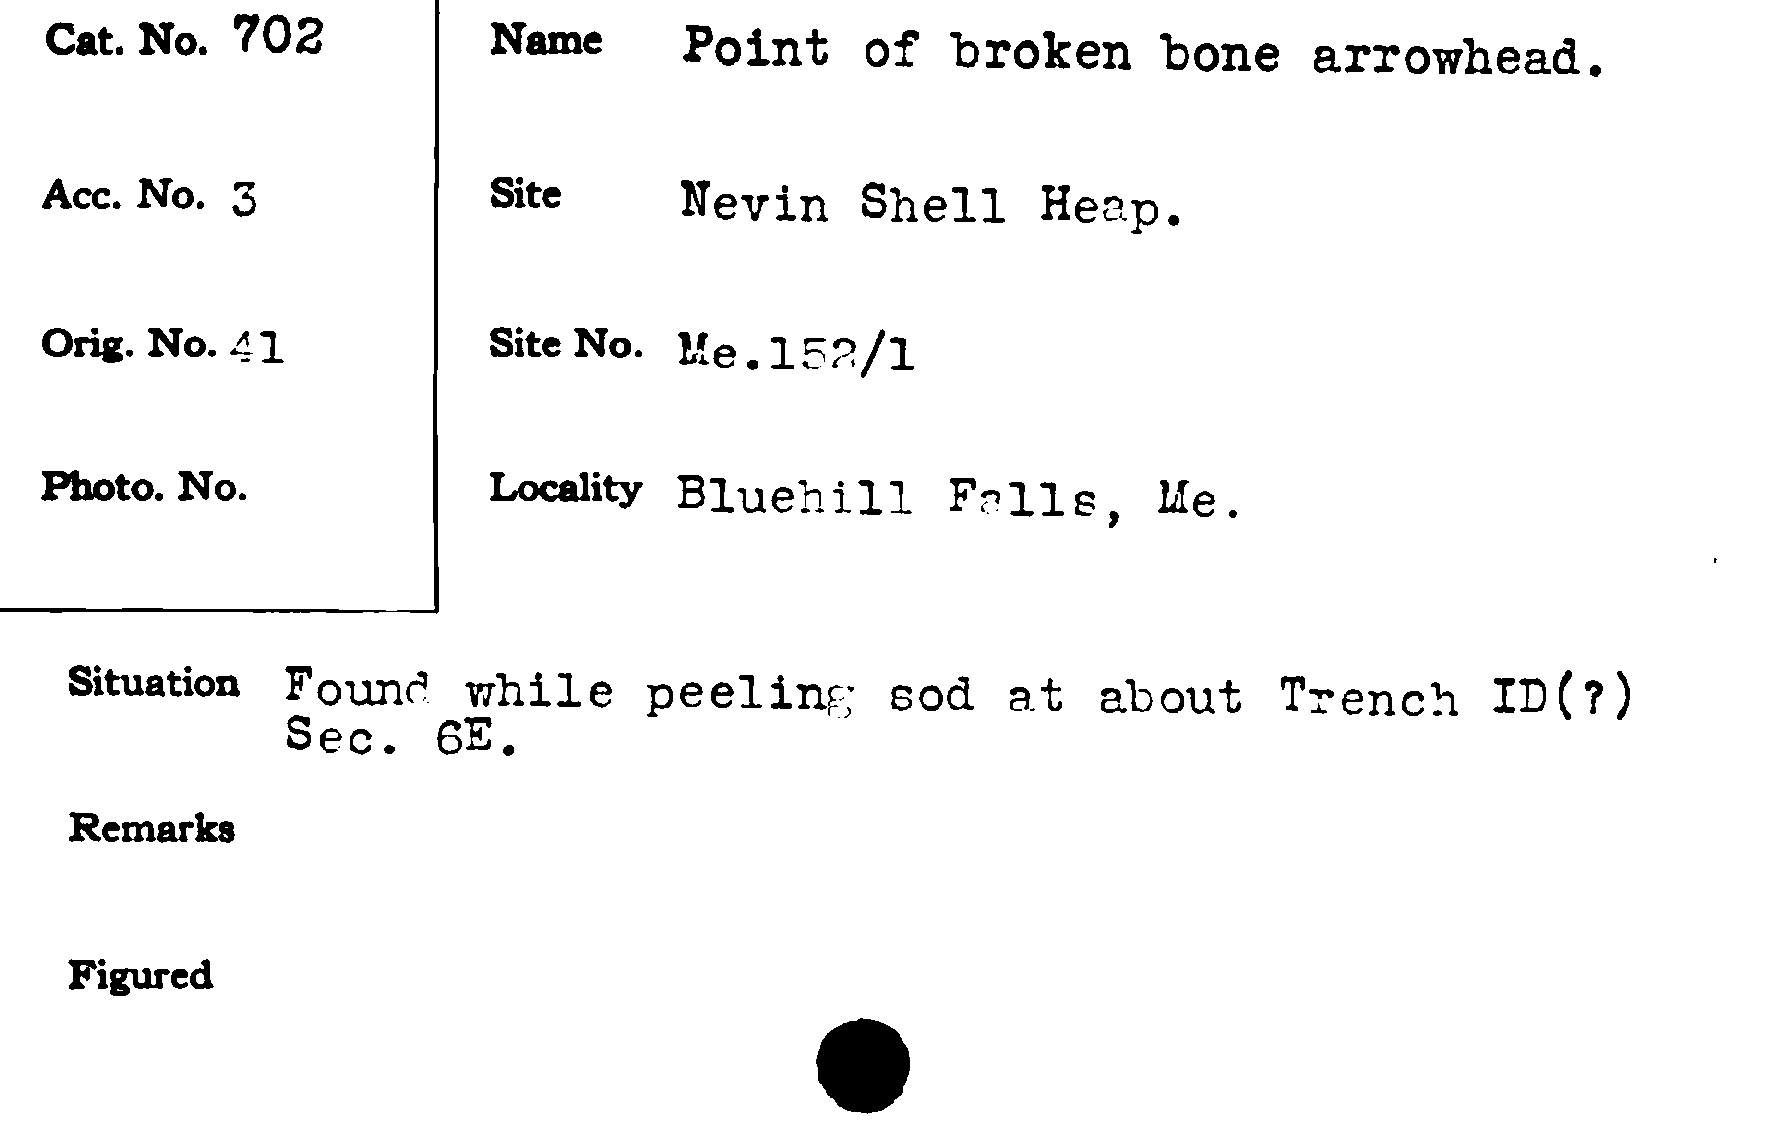 Cat. No. 702
Name Point of broken bone arrowhead.
Acc. No. 3
Site Nevin Shell Heap.
Orig. No. 41
Site No. Me.152/1
Photo. No.
Locality Bluehill Falls, Me.
Situation Found while peeling sod at about Trench ID(?)
Sec. 6E.
Remarks
Figured